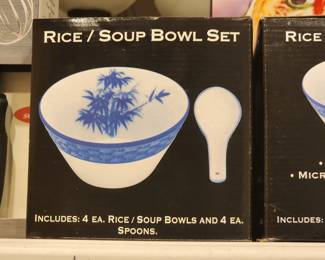 RICE / SOUP BOWL SET
INCLUDES: 4 EA. RICE / SOUP BOWLS AND 4 EA.
SPOONS.
RICE
• MICR
INCLUDES: